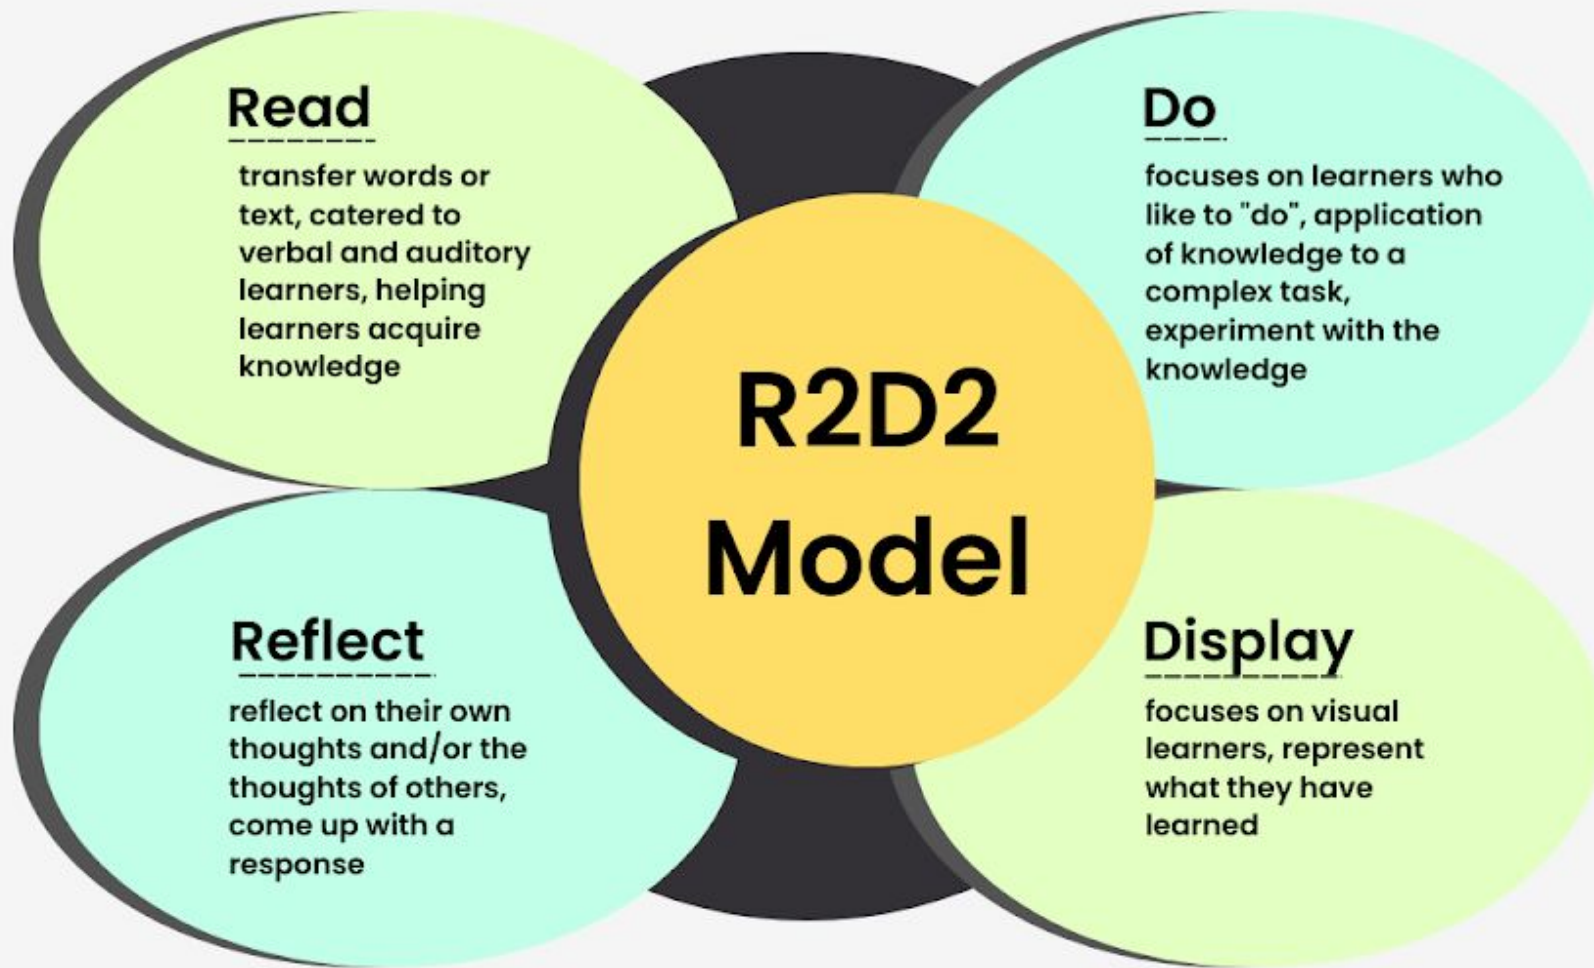 Read
transfer words or
text, catered to
verbal and auditory
learners, helping
learners acquire
knowledge
Do
focuses on learners who
like to "do", application
of knowledge to a
complex task,
experiment with the
knowledge
R2D2
Model
Reflect
reflect on their own
thoughts and/or the
thoughts of others,
come up with a
response
Display
focuses on visual
learners, represent
what they have
learned